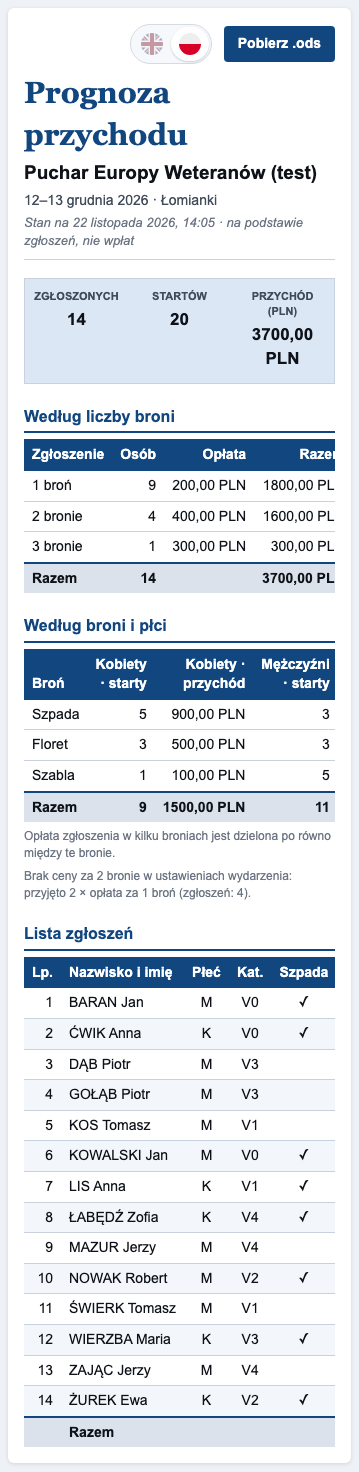 Pobierz .ods
Prognoza
przychodu
Puchar Europy Weteranów (test)
12–13 grudnia 2026 · Łomianki
Stan na 22 listopada 2026, 14:05 · na podstawie
zgłoszeń, nie wpłat
ZGŁOSZONYCH STARTÓW PRZYCHÓD
(PLN)
14 20 3700,00
PLN
Według liczby broni
Zgłoszenie Osób Opłata Razem
1 broń 9 200,00 PLN 1800,00 PL
2 bronie 4 400,00 PLN 1600,00 PL
3 bronie 1 300,00 PLN 300,00 PL
Razem 14 3700,00 PL
Według broni i płci
Kobiety Kobiety · Mężczyźni
Broń · starty przychód · starty
Szpada 5 900,00 PLN 3
Floret 3 500,00 PLN 3
Szabla 1 100,00 PLN 5
Razem 9 1500,00 PLN 11
Opłata zgłoszenia w kilku broniach jest dzielona po równo
między te bronie.
Brak ceny za 2 bronie w ustawieniach wydarzenia:
przyjęto 2 × opłata za 1 broń (zgłoszeń: 4).
Lista zgłoszeń
Lp. Nazwisko i imię Płeć Kat. Szpada
1 BARAN Jan M V0 ✓
2 ĆWIK Anna K V0 ✓
3 DĄB Piotr M V3
4 GOŁĄB Piotr M V3
5 KOS Tomasz M V1
6 KOWALSKI Jan M V0 ✓
7 LIS Anna K V1 ✓
8 ŁABĘDŹ Zofia K V4 ✓
9 MAZUR Jerzy M V4
10 NOWAK Robert M V2 ✓
11 ŚWIERK Tomasz M V1
12 WIERZBA Maria K V3 ✓
13 ZAJĄC Jerzy M V4
14 ŻUREK Ewa K V2 ✓
Razem